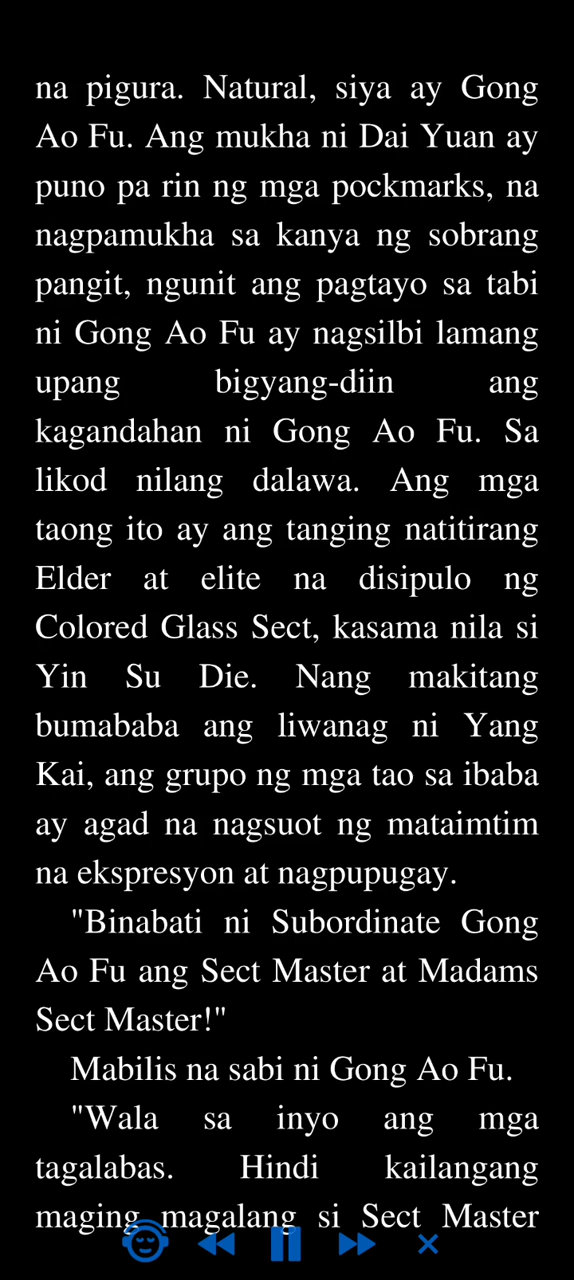 na pigura. Natural, siya ay Gong
Ao Fu. Ang mukha ni Dai Yuan ay
puno pa rin ng mga pockmarks, na
nagpamukha sa kanya ng sobrang
pangit, ngunit ang pagtayo sa tabi
ni Gong Ao Fu ay nagsilbi lamang
upang bigyang-diin ang
kagandahan ni Gong Ao Fu. Sa
likod nilang dalawa. Ang mga
taong ito ay ang tanging natitirang
Elder at elite na disipulo ng
Colored Glass Sect, kasama nila si
Yin Su Die. Nang makitang
bumababa ang liwanag ni Yang
Kai, ang grupo ng mga tao sa ibaba
ay agad na nagsuot ng mataimtim
na ekspresyon at nagpupugay.
"Binabati ni Subordinate Gong
Ao Fu ang Sect Master at Madams
Sect Master!"
Mabilis na sabi ni Gong Ao Fu.
"Wala sa inyo ang mga
tagalabas. Hindi kailangang
maging magalang si Sect Master